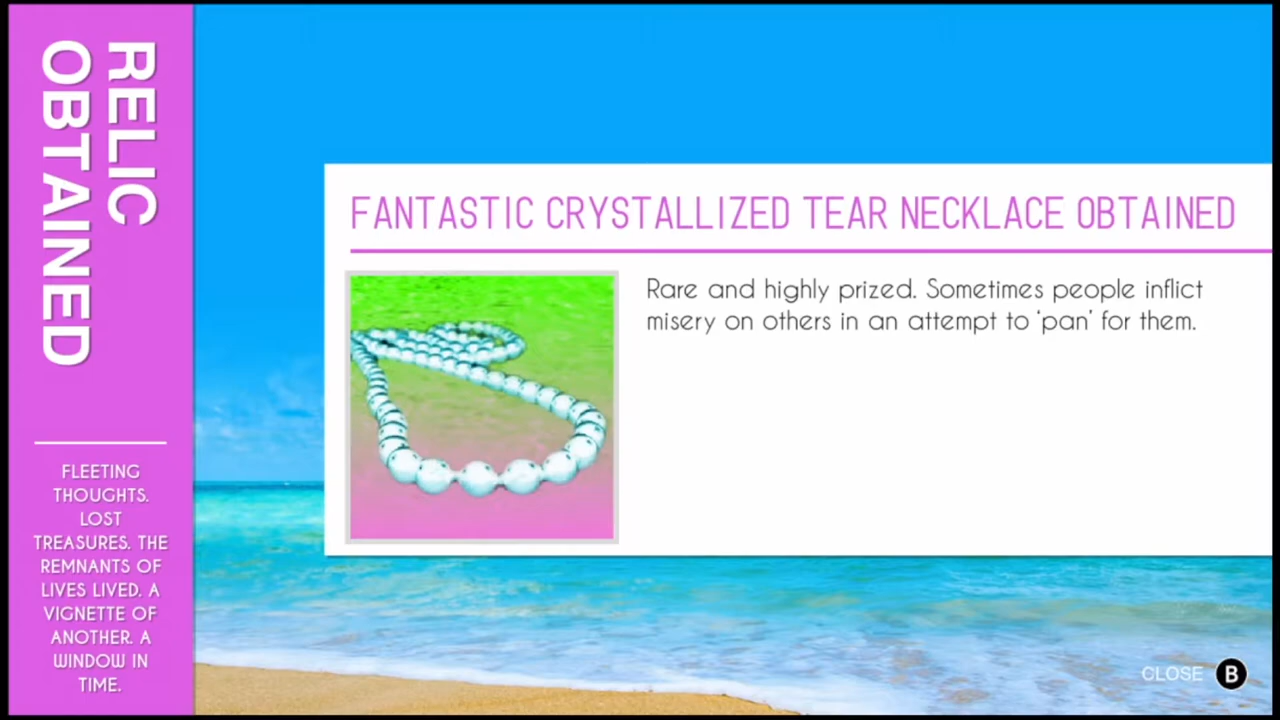 RELIC
OBTAINED
FLEETING
THOUGHTS.
LOST
TREASURES. THE
REMNANTS OF
LIVES LIVED. A
VIGNETTE OF
ANOTHER. A
WINDOW IN
TIME.
FANTASTIC CRYSTALLIZED TEAR NECKLACE OBTAINED
Rare and highly prized. Sometimes people inflict
misery on others in an attempt to ‘pan’ for them.
CLOSE B